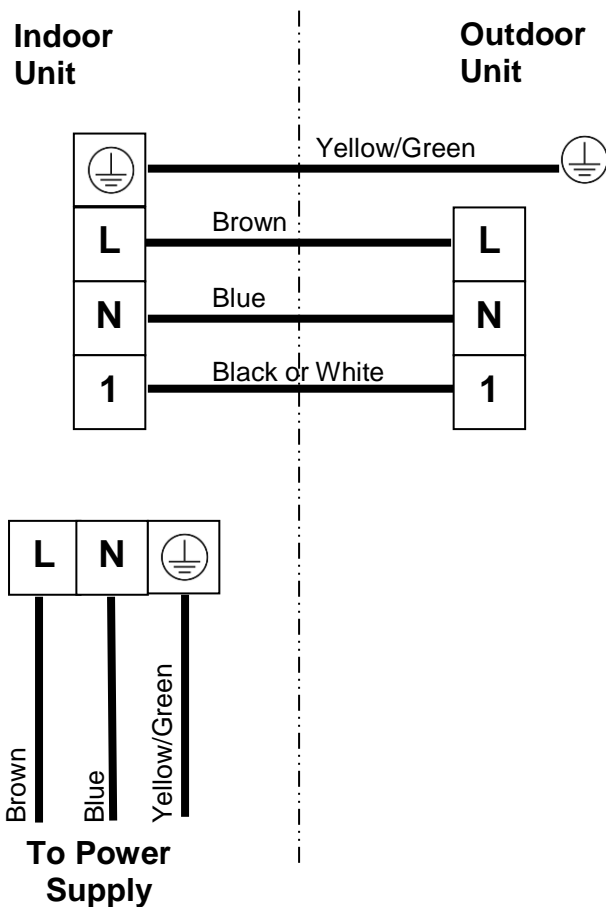 Indoor
Unit
Outdoor
Unit
Yellow/Green
L
Brown
L
N
Blue
N
1
Black or White
1
L
N
Brown
Blue
Yellow/Green
To Power
Supply